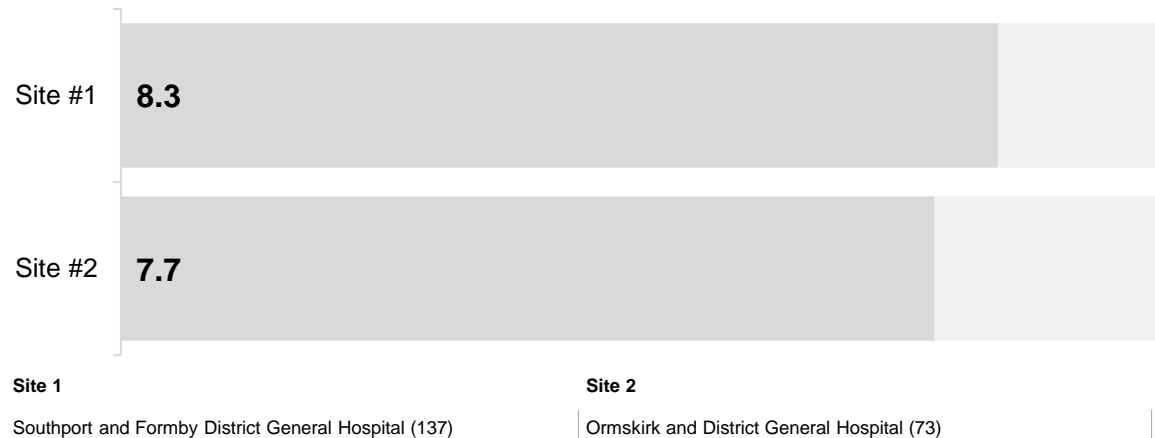 Site #1 8.3
Site #2 7.7
Site 1 Site 2
Southport and Formby District General Hospital (137) Ormskirk and District General Hospital (73)